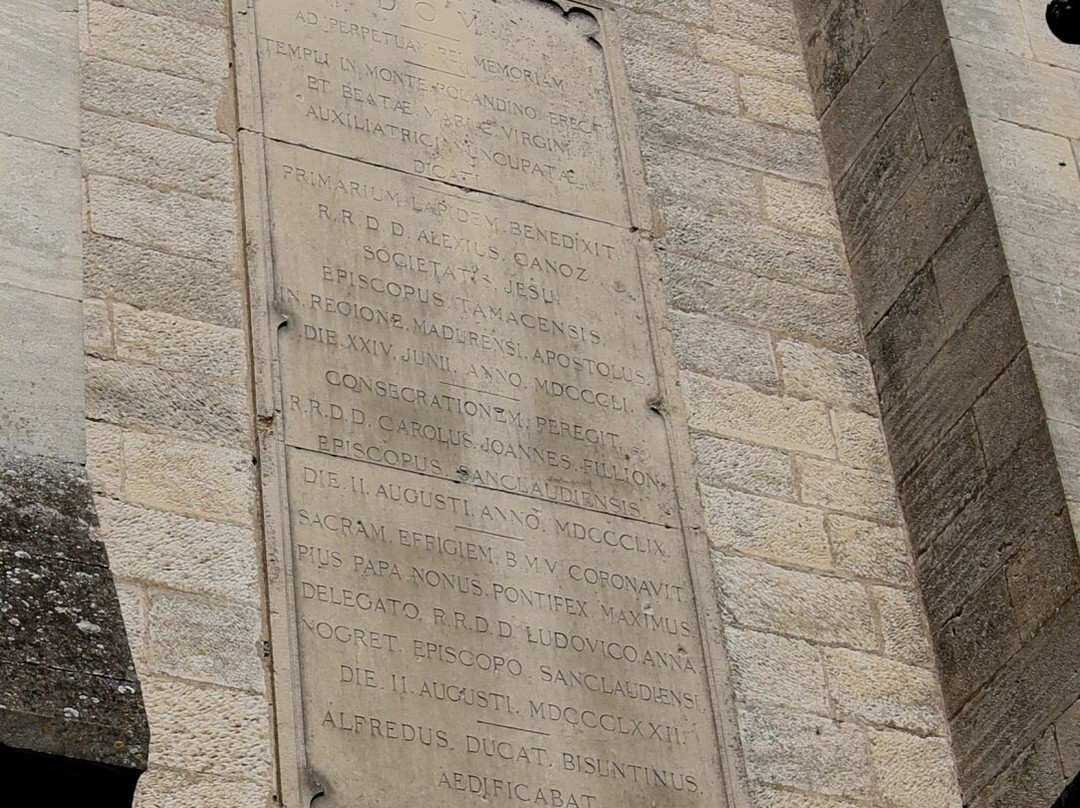 D O M
AD PERPETUAM REI MEMORIAM
TEMPLI IN MONTE ROLANDINO ERECTI
ET BEATÆ MARIÆ VIRGINI
AUXILIATRICI NUNCUPATÆ
DICATI
PRIMARIUM LAPIDEM BENEDIXIT
R. R. D. D. ALEXIUS. CANOZ
SOCIETATIS. JESU.
EPISCOPUS TAMACENSIS.
IN REGIONE. MADURENSI. APOSTOLUS.
DIE. XXIV. JUNII. ANNO. MDCCCLI.
CONSECRATIONEM. PEREGIT.
R.R.D.D. CAROLUS. JOANNES. FILLION.
EPISCOPUS. SANCLAUDIENSIS.
DIE. II. AUGUSTI. ANNO. MDCCCLIX.
SACRAM. EFFIGIEM. B M V. CORONAVIT.
PIUS PAPA NONUS. PONTIFEX MAXIMUS
DELEGATO. R.R.D.D LUDOVICO. ANNA
NOGRET. EPISCOPO. SANCLAUDIENSI.
DIE. II. AUGUSTI. MDCCCLXXII.
ALFREDUS. DUCAT. BISUNTINUS.
AEDIFICABAT